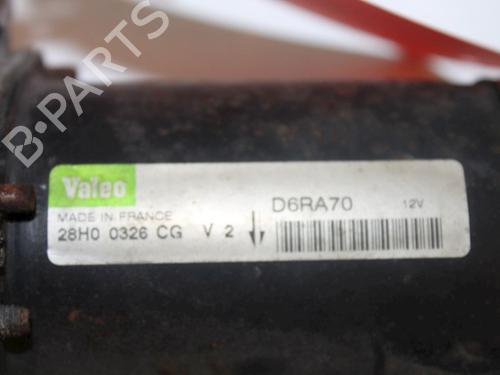 B-PARTS
Valeo
MADE IN FRANCE
28H0 0326 CG V 2
D6RA70 12V